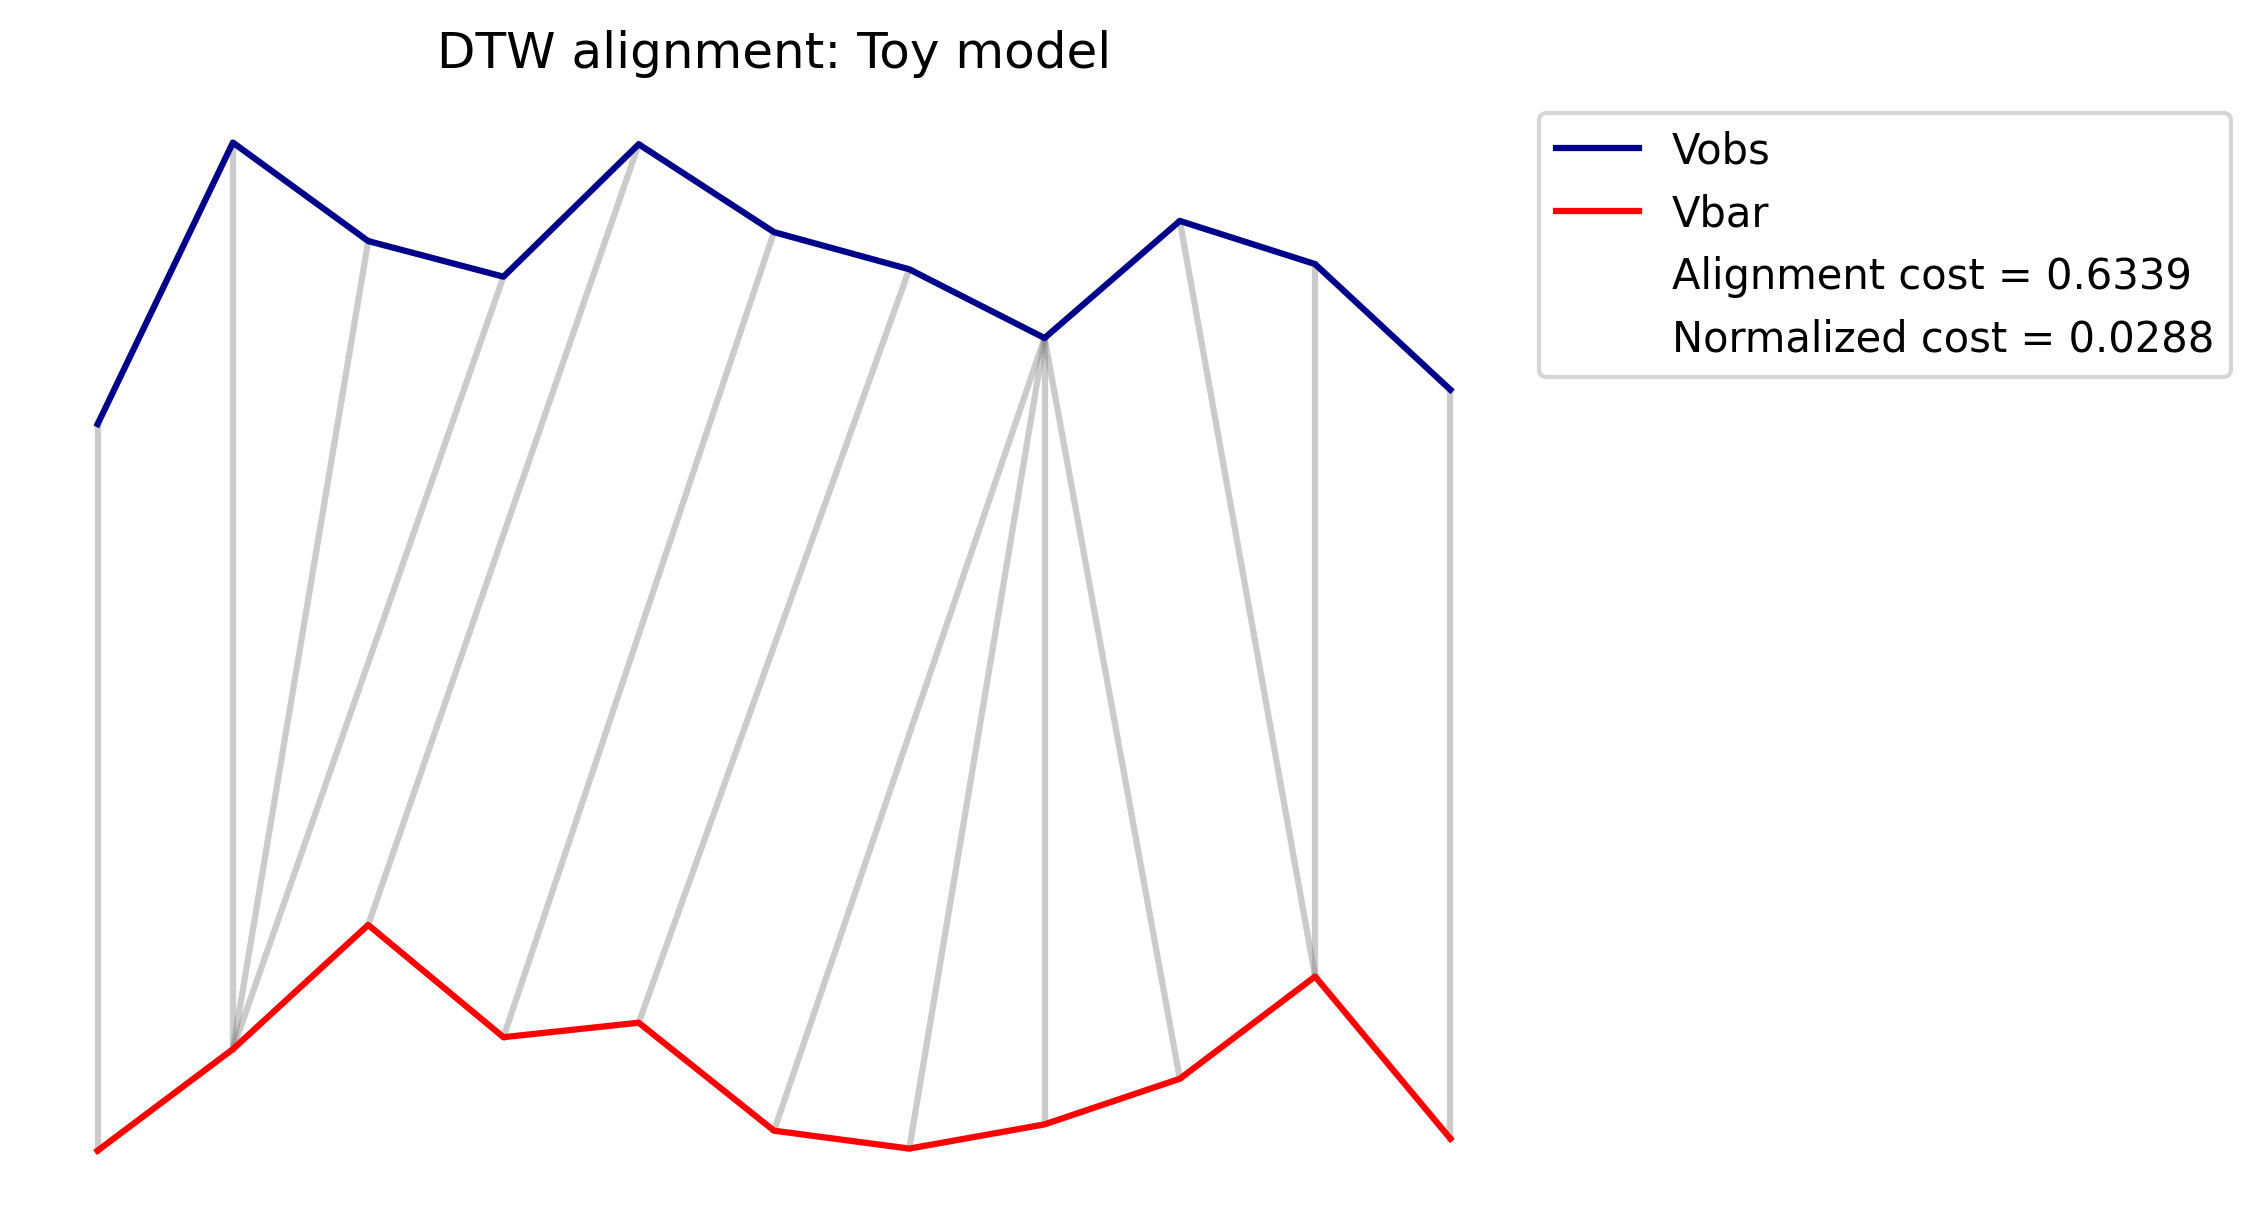 DTW alignment: Toy model
Vobs
Vbar
Alignment cost = 0.6339
Normalized cost = 0.0288